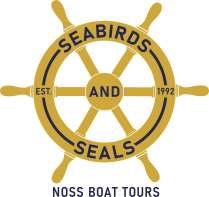 SEABIRDS
EST. AND 1992
SEALS
NOSS BOAT TOURS